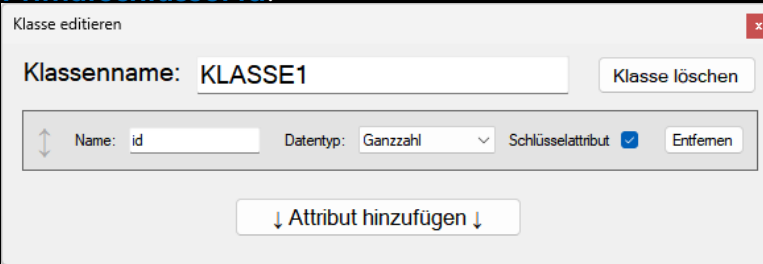 Klasse editieren
x
Klassenname: KLASSE1 Klasse löschen
↕ Name: id Datentyp: Ganzzahl Schlüsselattribut Entfernen
↓ Attribut hinzufügen ↓